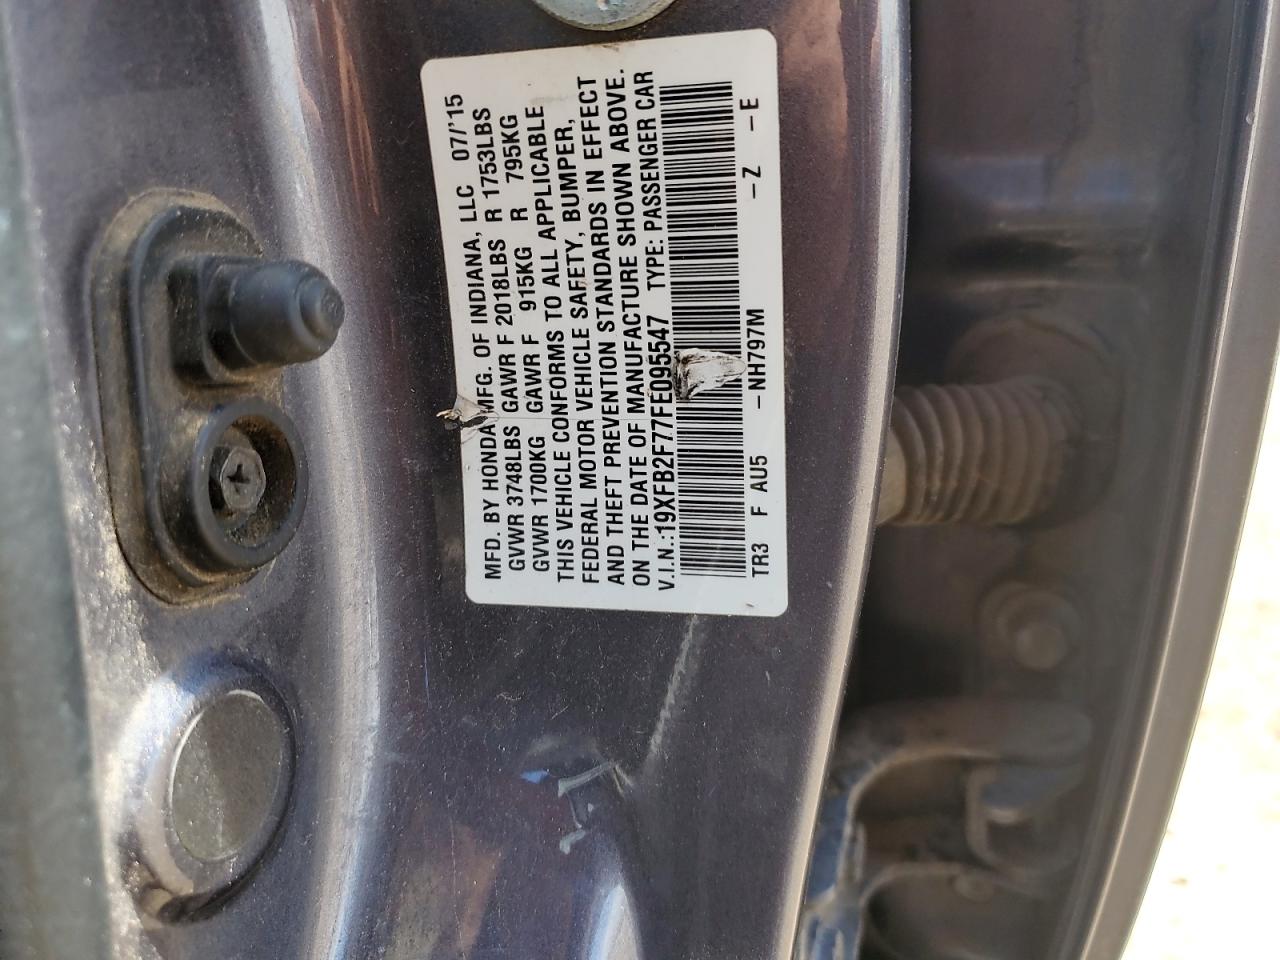 MFD. BY HONDA MFG. OF INDIANA, LLC 07/'15
GVWR 3748LBS GAWR F 2018LBS R 1753LBS
GVWR 1700KG GAWR F 915KG R 795KG
THIS VEHICLE CONFORMS TO ALL APPLICABLE
FEDERAL MOTOR VEHICLE SAFETY, BUMPER,
AND THEFT PREVENTION STANDARDS IN EFFECT
ON THE DATE OF MANUFACTURE SHOWN ABOVE.
V.I.N.:19XFB2F77FE095547 TYPE: PASSENGER CAR
TR3 F AU5 –NH797M –Z –E